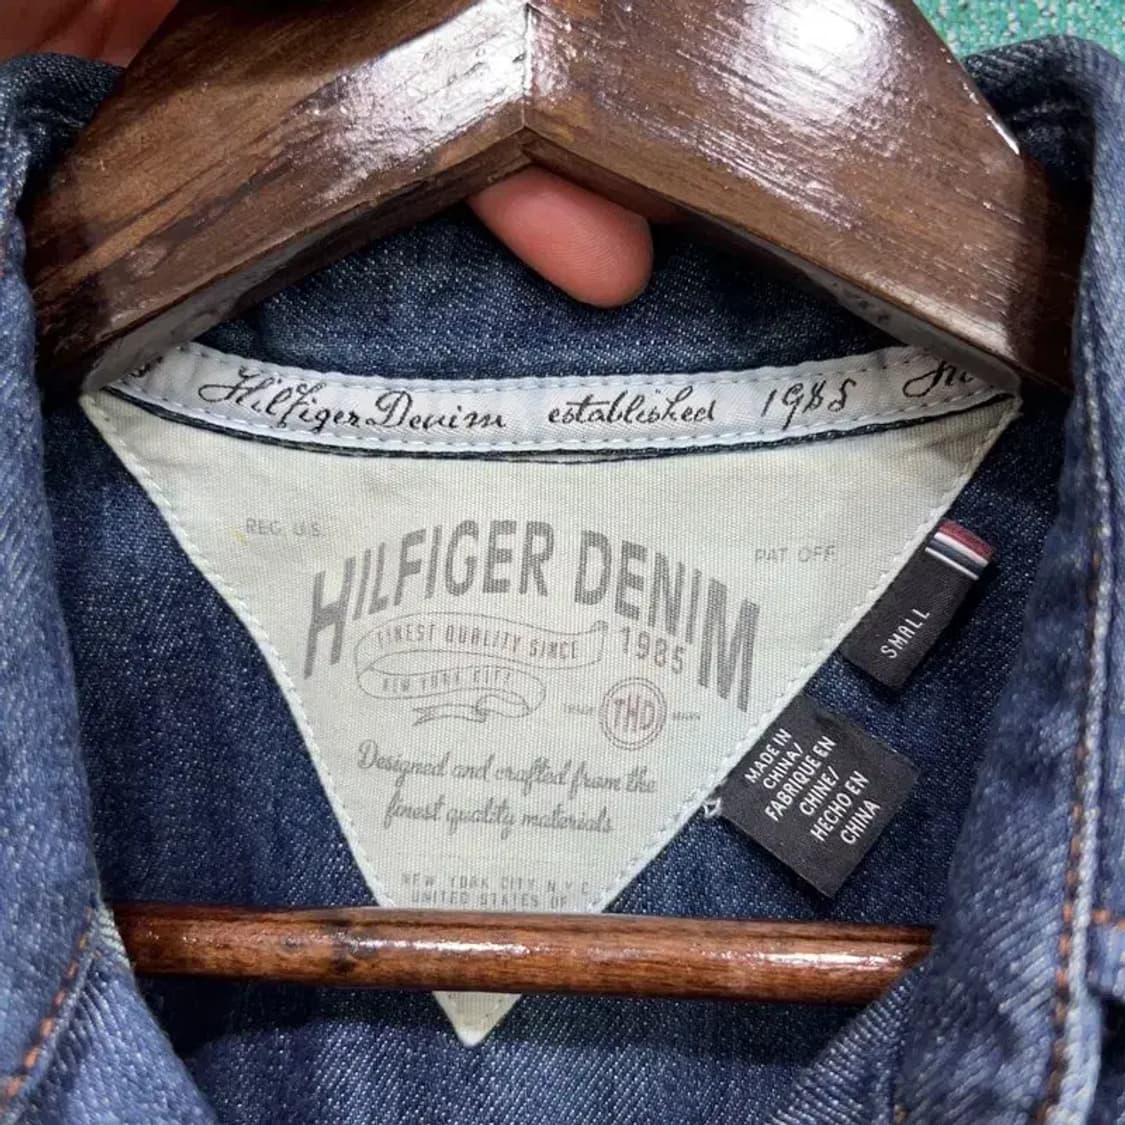 Hilfiger Denim established 1985
REG. U.S.
PAT OFF.
HILFIGER DENIM
FINEST QUALITY SINCE 1985
NEW YORK CITY
TRADE THD MARK
Designed and crafted from the
finest quality materials
NEW YORK CITY N.Y.C.
UNITED STATES OF
SMALL
MADE IN
CHINA/
FABRIQUE EN
CHINE/
HECHO EN
CHINA